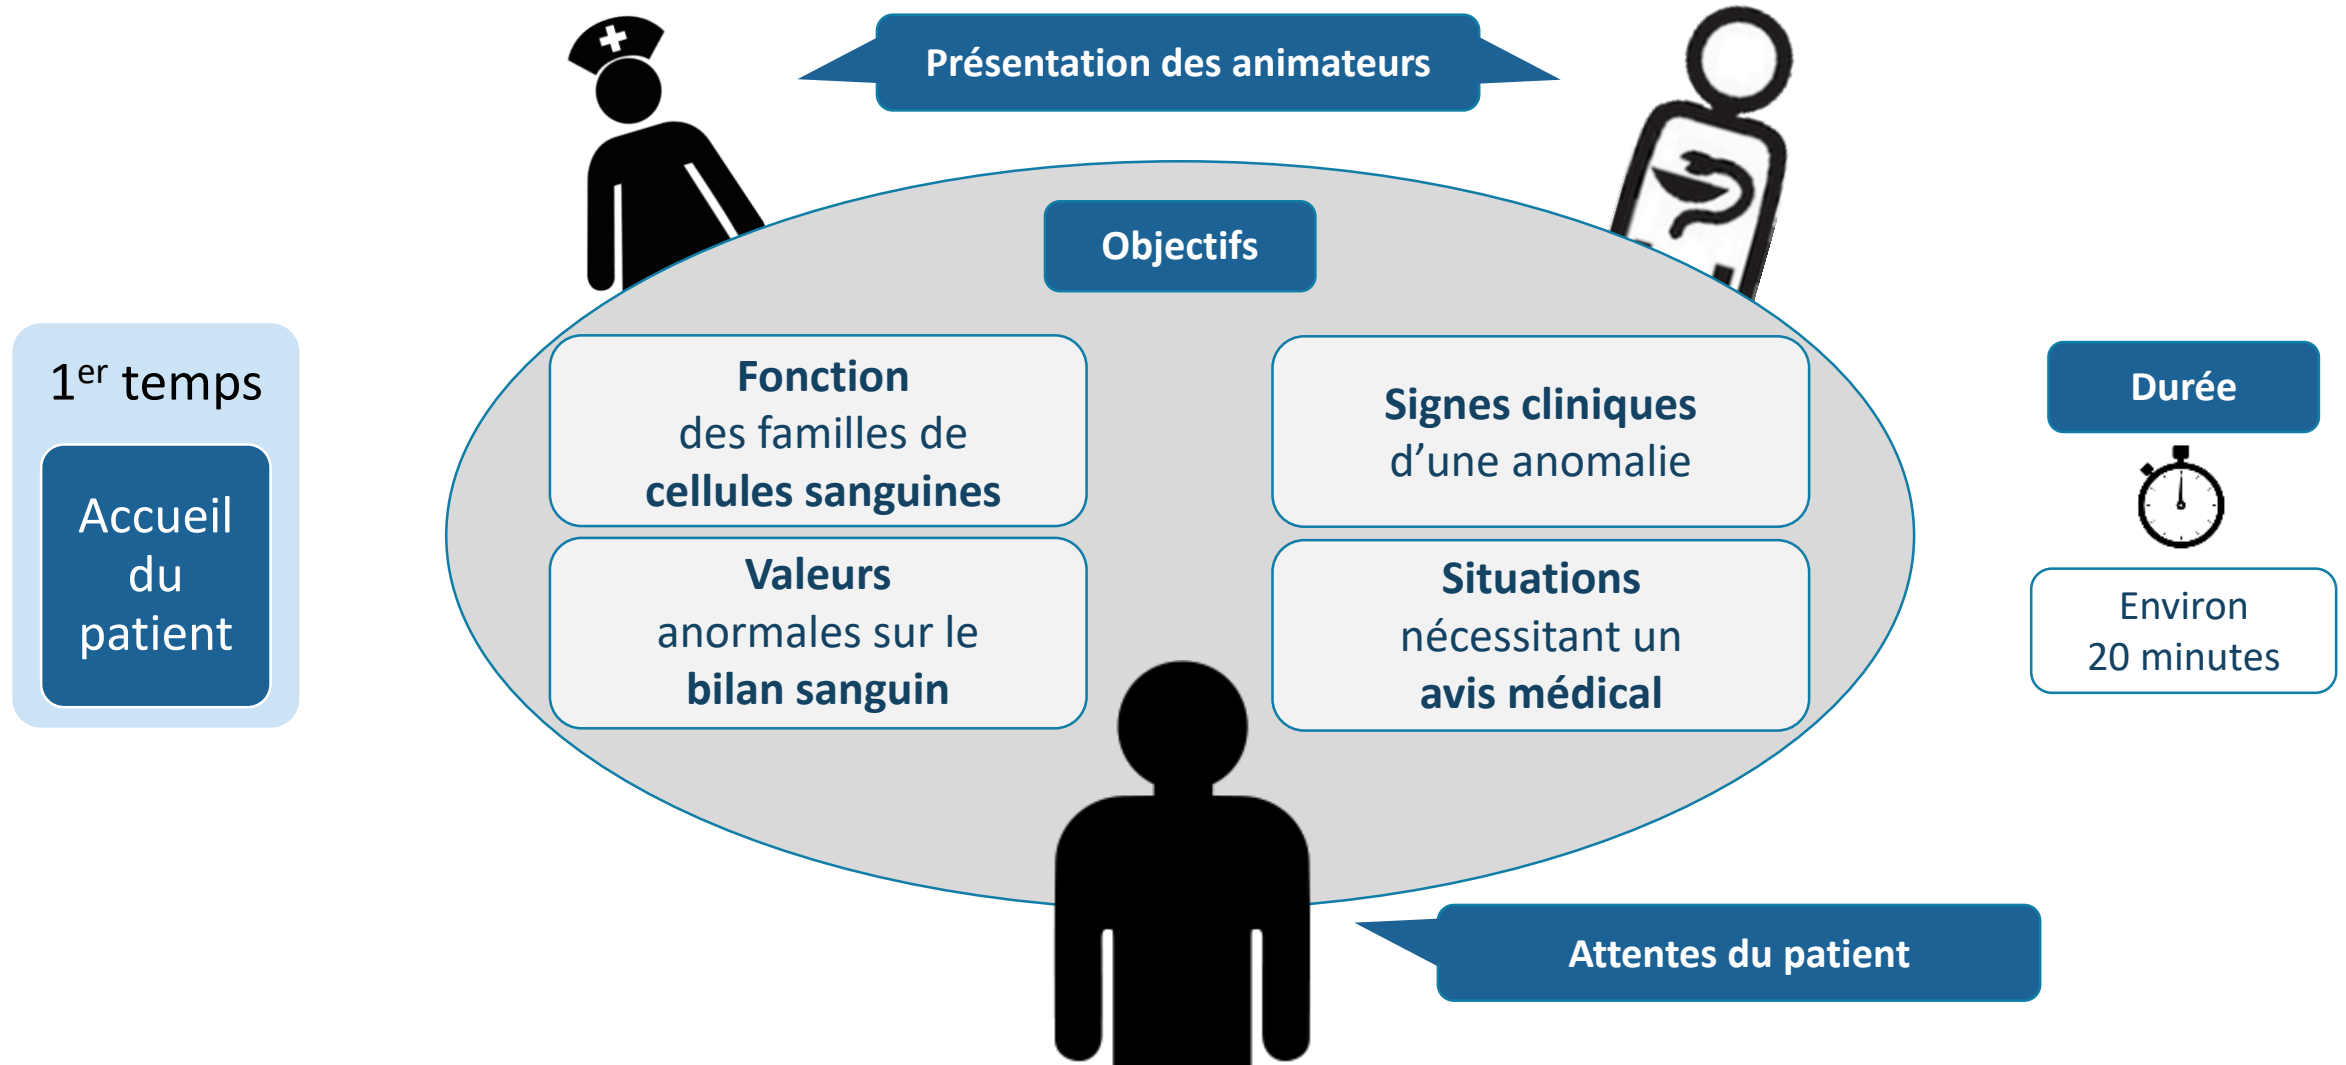 Présentation des animateurs
Objectifs
1er temps
Accueil
du
patient
Fonction
des familles de
cellules sanguines
Valeurs
anormales sur le
bilan sanguin
Signes cliniques
d’une anomalie
Situations
nécessitant un
avis médical
Durée
Environ
20 minutes
Attentes du patient